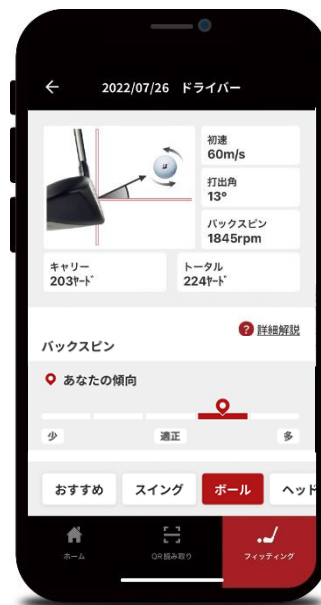 2022/07/26 ドライバー
初速
60m/s
打出角
13°
バックスピン
1845rpm
キャリー
203ﾔｰﾄﾞ
トータル
224ﾔｰﾄﾞ
? 詳細解説
バックスピン
あなたの傾向
少 適正 多
おすすめ スイング ボール ヘッド
ホーム QR読み取り フィッティング